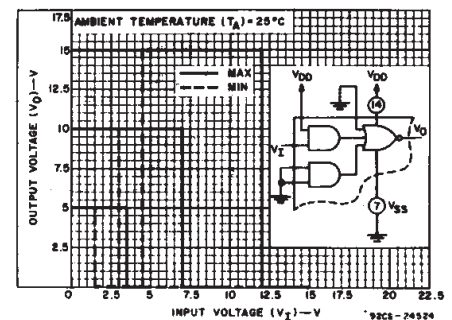 17.5
AMBIENT TEMPERATURE (TA)=25°C
15
12.5
10
7.5
5
2.5
OUTPUT VOLTAGE (VO)—V
MAX
MIN
VDD
VDD
14
VI
VO
7
VSS
0
2.5
5
7.5
10
12.5
15
17.5
20
22.5
INPUT VOLTAGE (VI)—V
92CS-24524